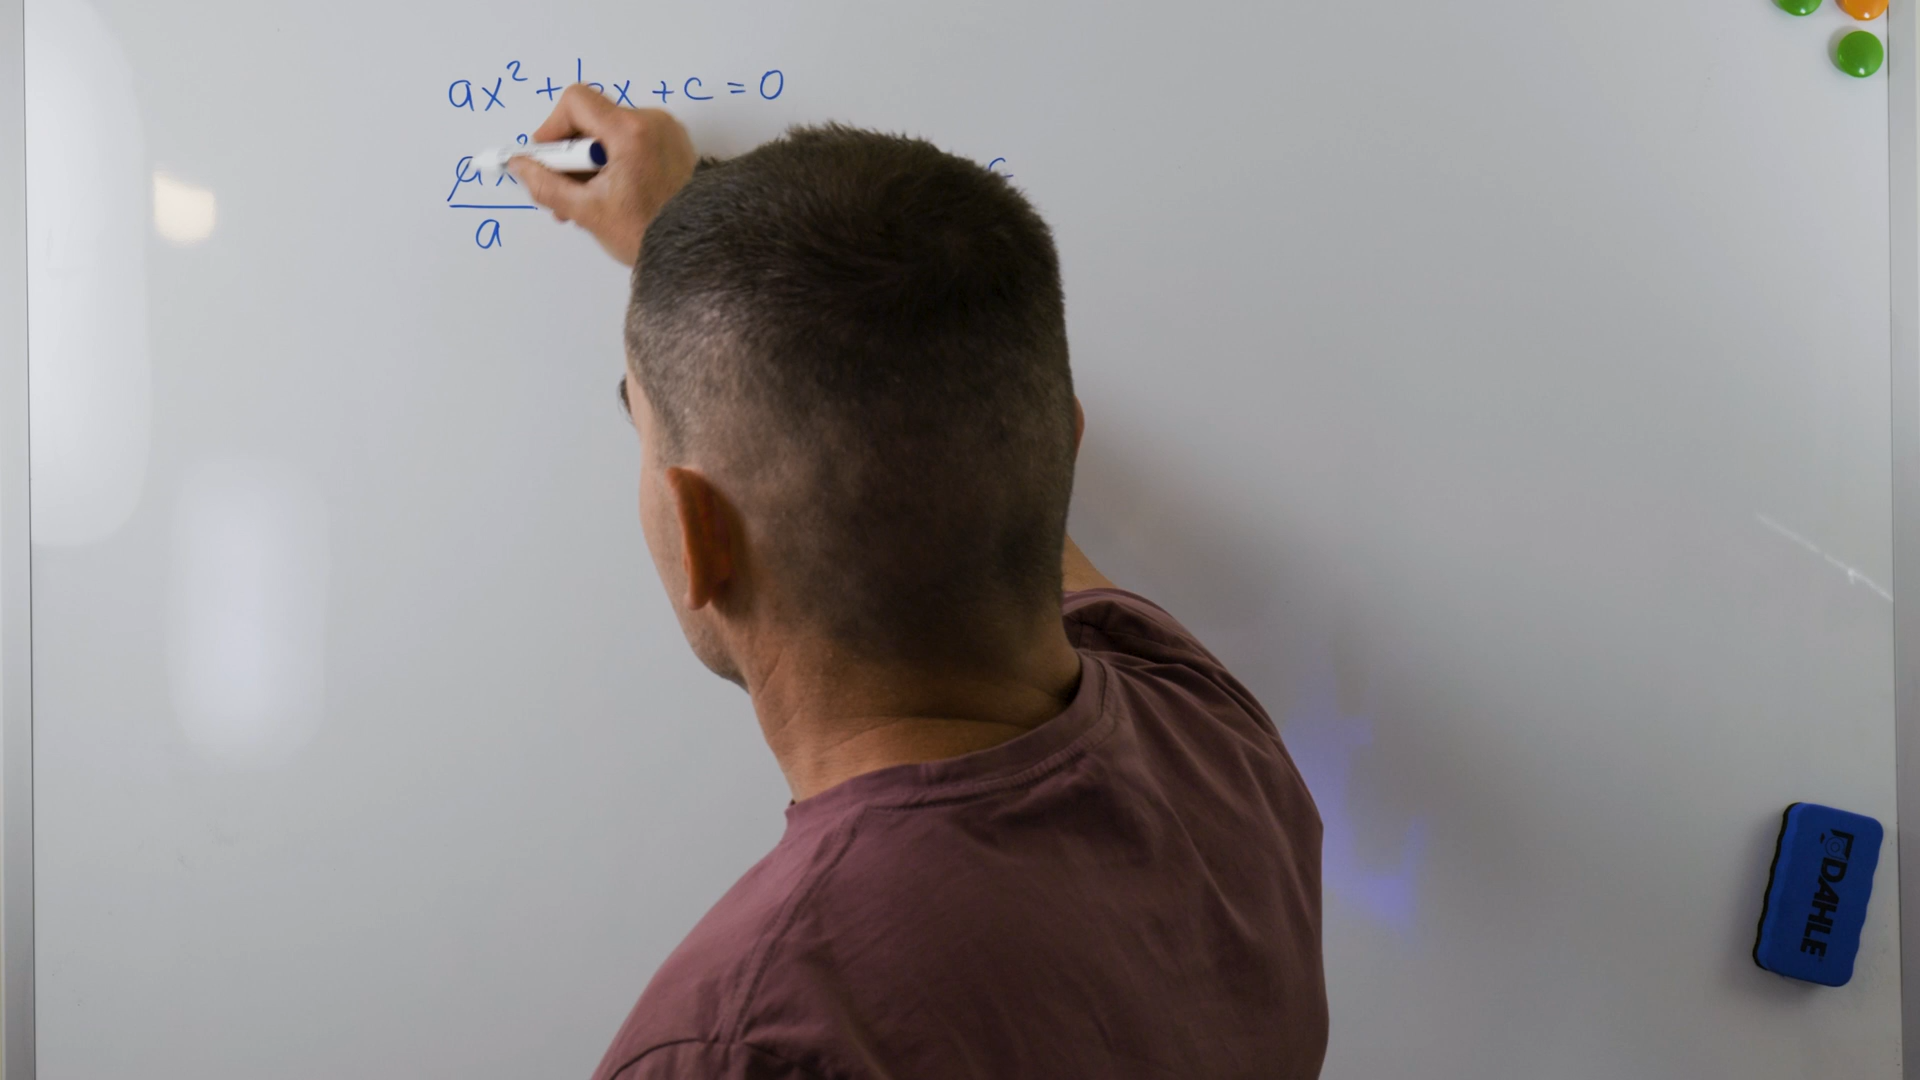 ax² + bx + c = 0
ax²
a
c
DAHLE